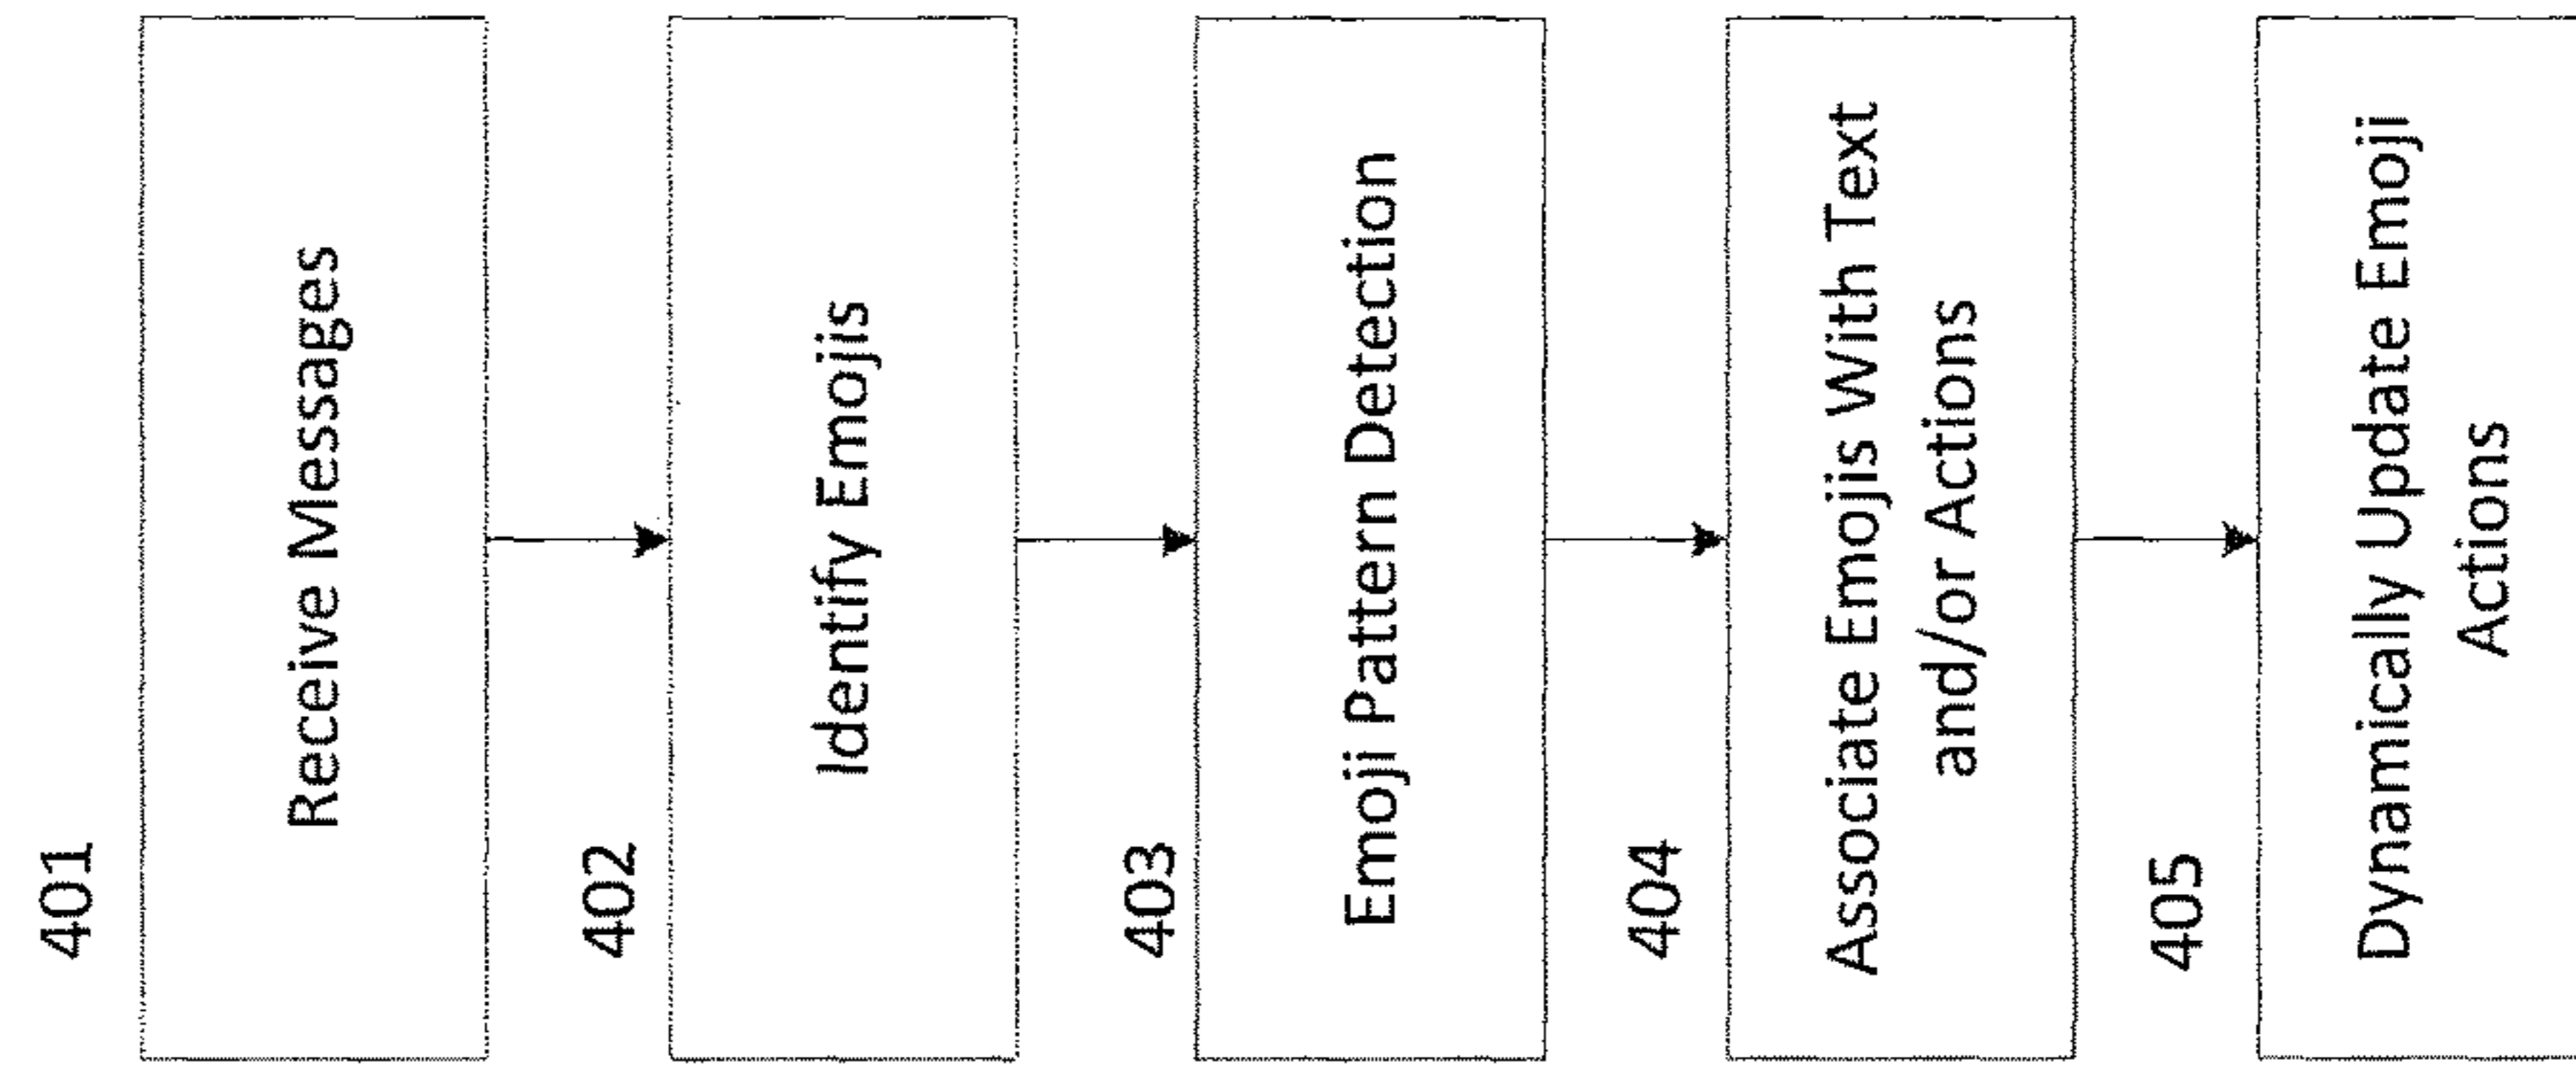 401
Receive Messages
402
Identify Emojis
403
Emoji Pattern Detection
404
Associate Emojis With Text
and/or Actions
405
Dynamically Update Emoji
Actions